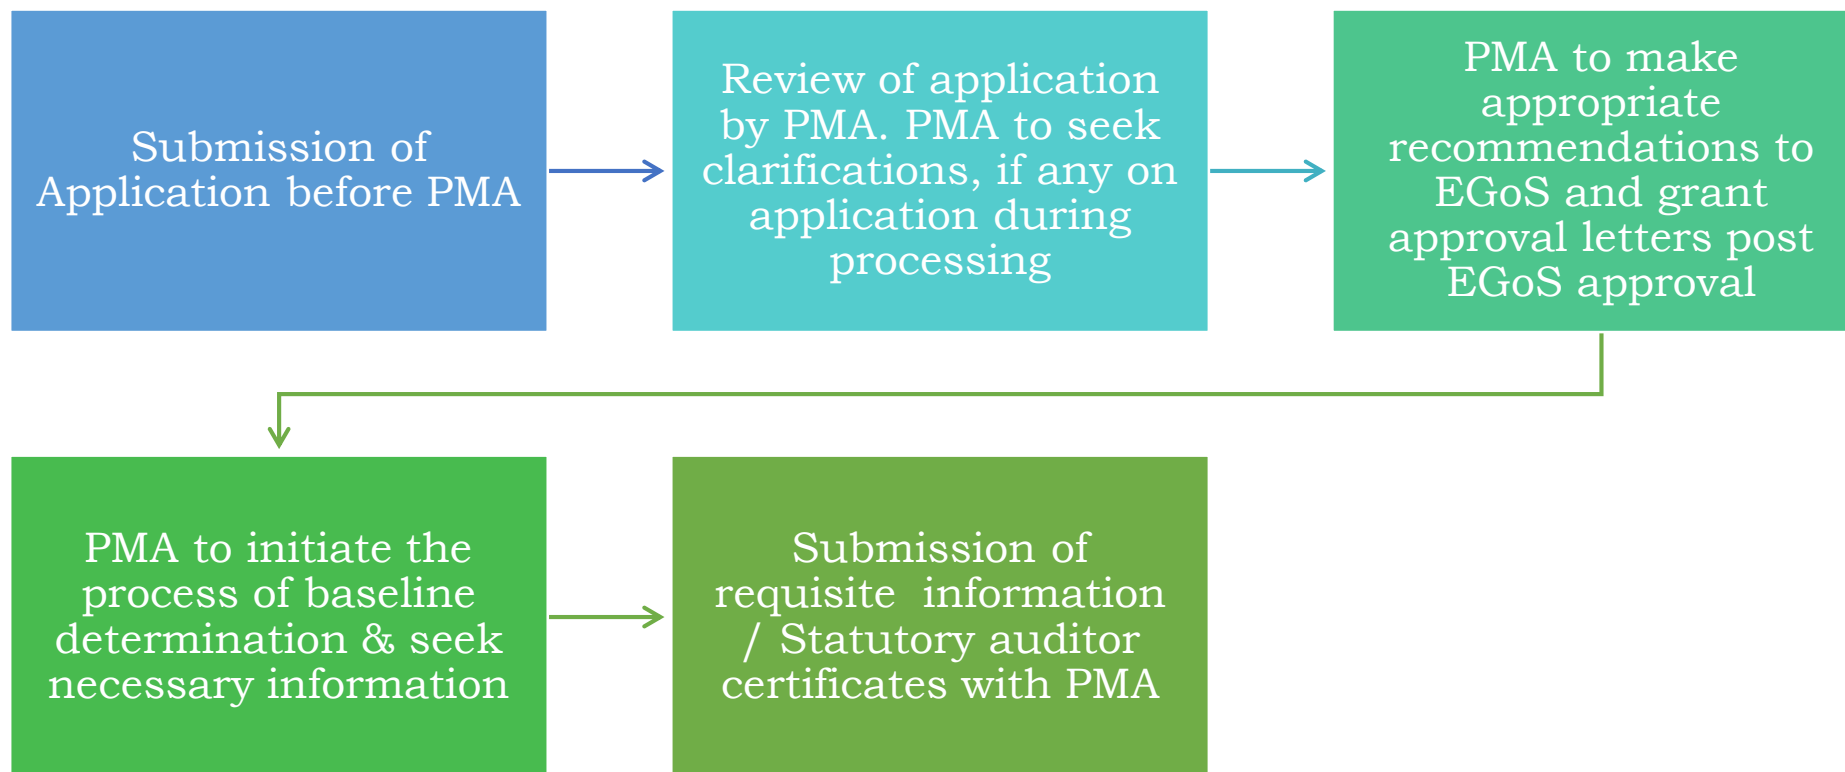 Submission of
Application before PMA
Review of application
by PMA. PMA to seek
clarifications, if any on
application during
processing
PMA to make
appropriate
recommendations to
EGoS and grant
approval letters post
EGoS approval
PMA to initiate the
process of baseline
determination & seek
necessary information
Submission of
requisite  information
/ Statutory auditor
certificates with PMA